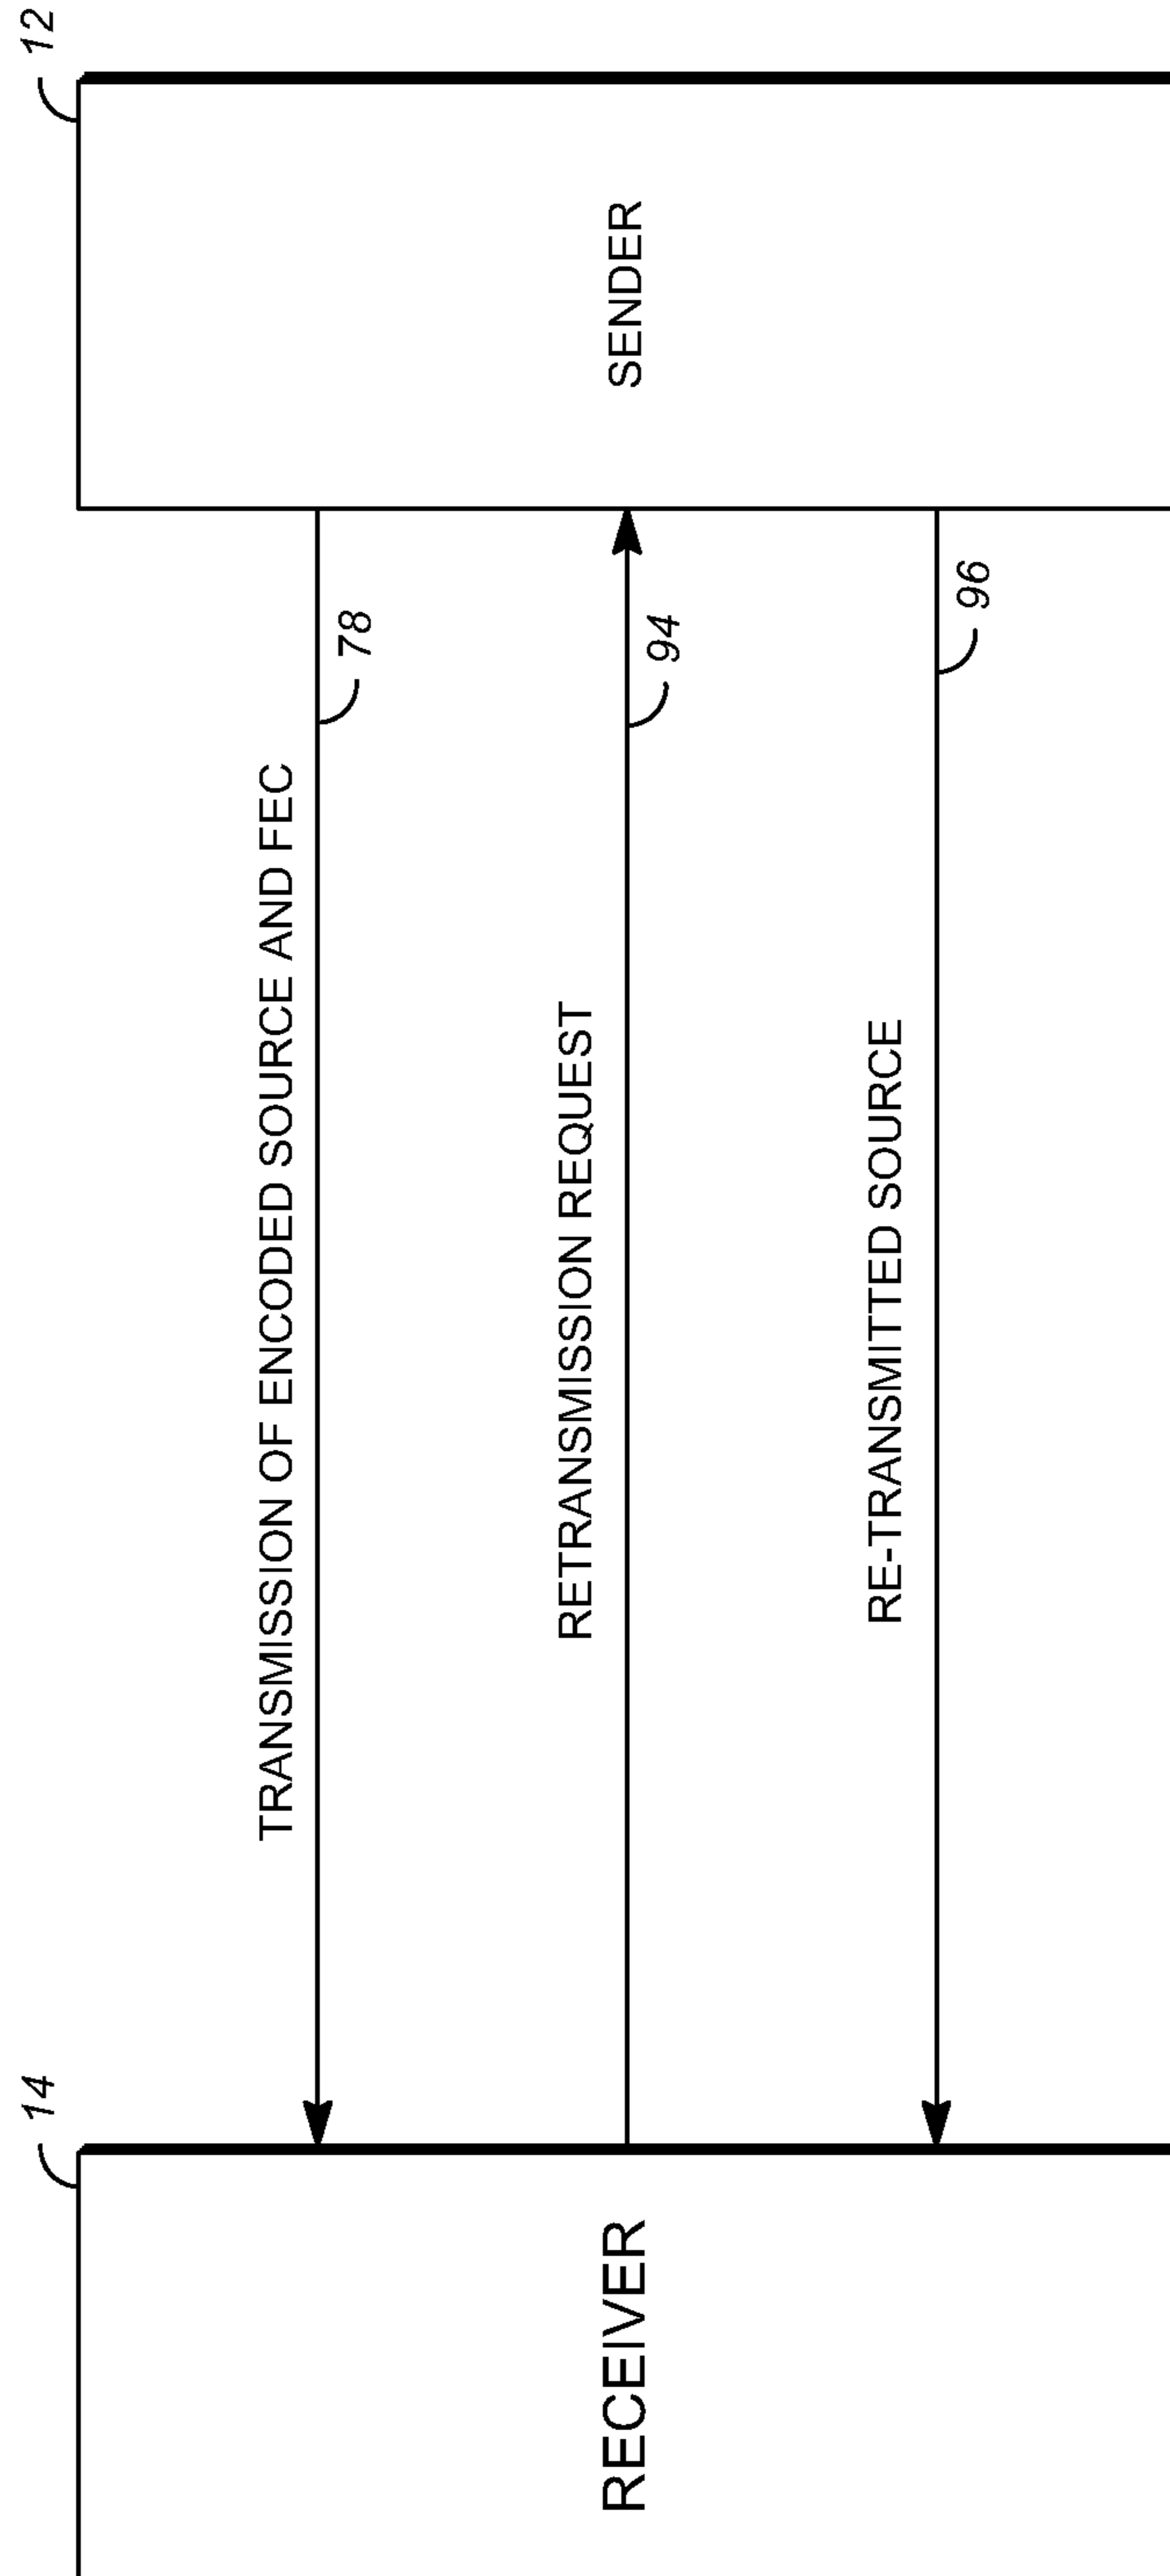 14
12
RECEIVER
SENDER
TRANSMISSION OF ENCODED SOURCE AND FEC
78
RETRANSMISSION REQUEST
94
RE-TRANSMITTED SOURCE
96